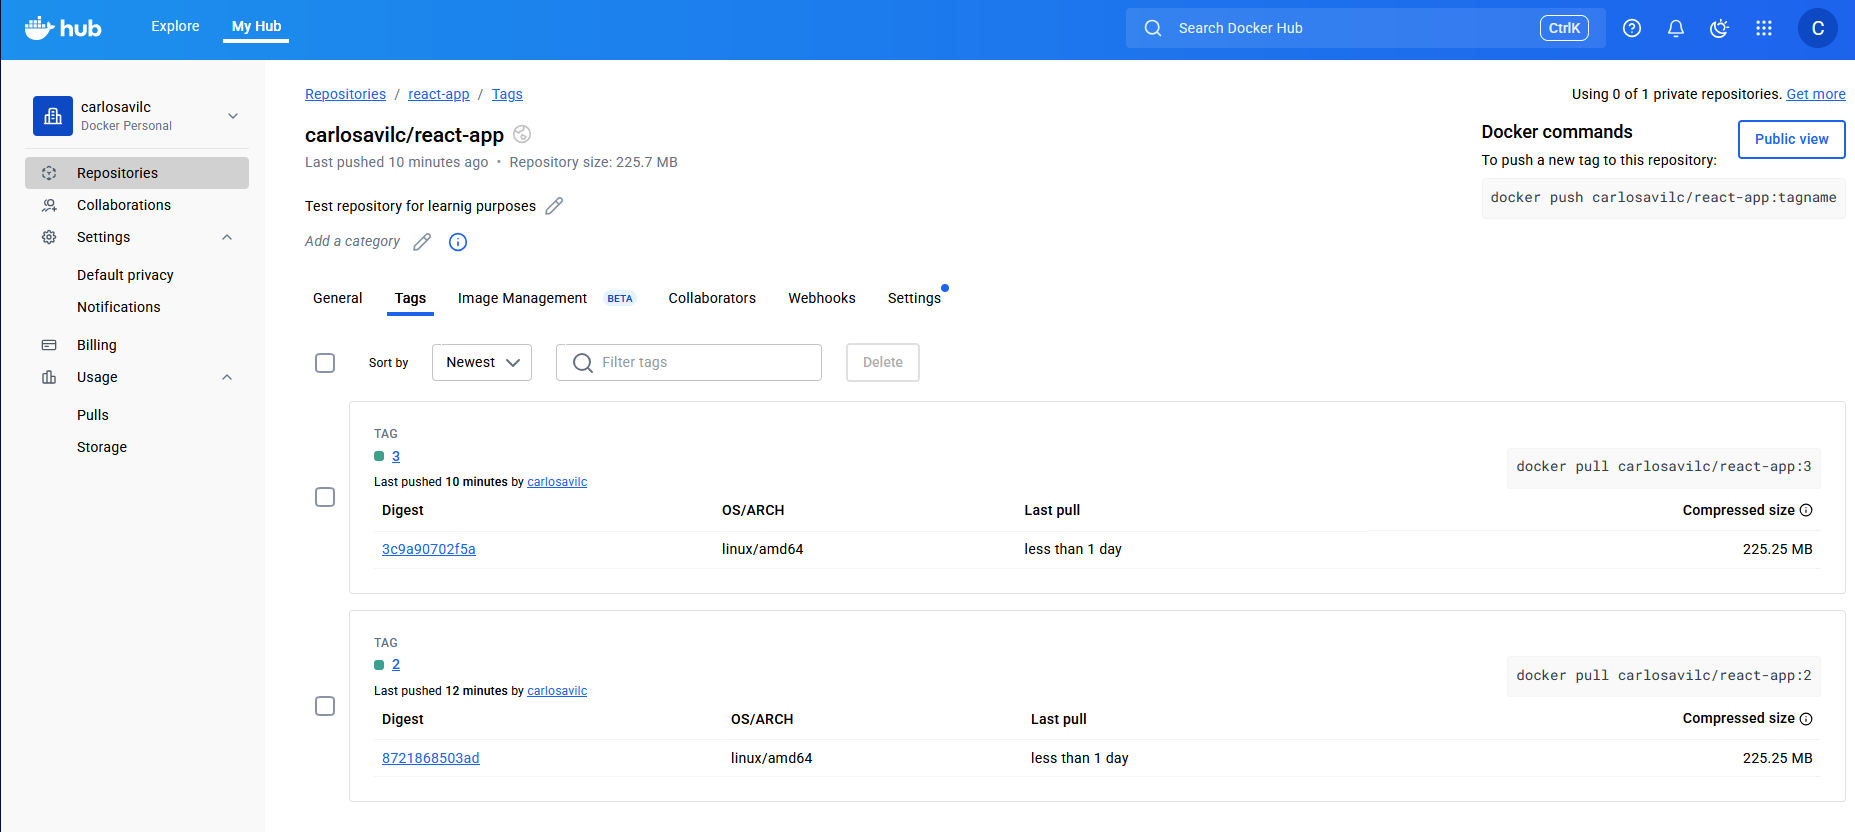 hub
Explore
My Hub
Search Docker Hub
CtrlK
C
carlosavilc
Docker Personal
Repositories
Collaborations
Settings
Default privacy
Notifications
Billing
Usage
Pulls
Storage
Repositories / react-app / Tags
Using 0 of 1 private repositories. Get more
carlosavilc/react-app
Last pushed 10 minutes ago • Repository size: 225.7 MB
Test repository for learnig purposes
Add a category
Docker commands
Public view
To push a new tag to this repository:
docker push carlosavilc/react-app:tagname
General Tags Image Management BETA Collaborators Webhooks Settings
Sort by Newest Filter tags Delete
TAG
3
Last pushed 10 minutes by carlosavilc
docker pull carlosavilc/react-app:3
Digest OS/ARCH Last pull Compressed size
3c9a90702f5a linux/amd64 less than 1 day 225.25 MB
TAG
2
Last pushed 12 minutes by carlosavilc
docker pull carlosavilc/react-app:2
Digest OS/ARCH Last pull Compressed size
8721868503ad linux/amd64 less than 1 day 225.25 MB